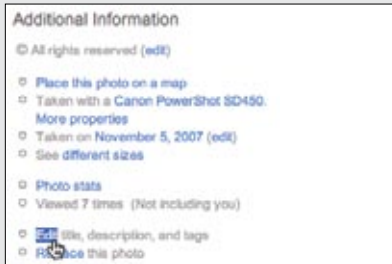 Additional Information
© All rights reserved (edit)
Place this photo on a map
Taken with a Canon PowerShot SD450.
More properties
Taken on November 5, 2007 (edit)
See different sizes
Photo stats
Viewed 7 times (Not including you)
Edit title, description, and tags
Replace this photo